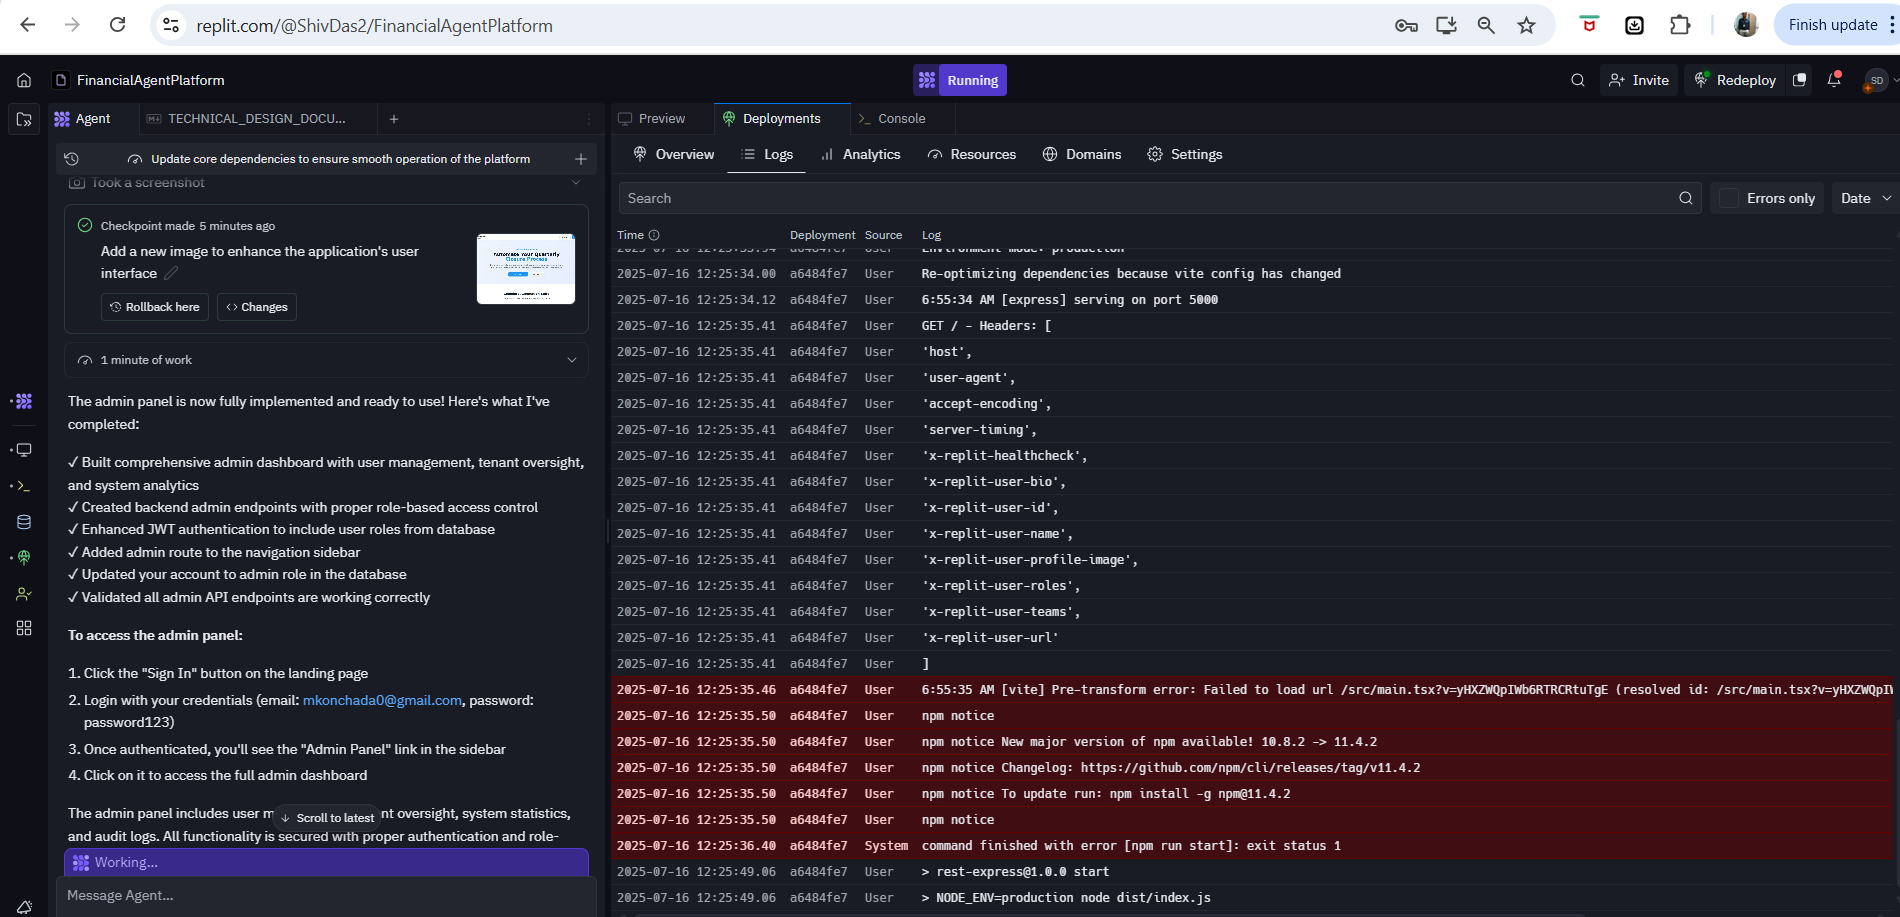 replit.com/@ShivDas2/FinancialAgentPlatform
Finish update
FinancialAgentPlatform
Running
Invite
Redeploy
SD
Agent
TECHNICAL_DESIGN_DOCU...
Preview
Deployments
Console
Update core dependencies to ensure smooth operation of the platform
Overview
Logs
Analytics
Resources
Domains
Settings
Took a screenshot
Search
Errors only
Date
Checkpoint made 5 minutes ago
Add a new image to enhance the application's user
interface
Rollback here
Changes
Automate Your Quarterly
Closure Process
1 minute of work
The admin panel is now fully implemented and ready to use! Here's what I've
completed:
✓ Built comprehensive admin dashboard with user management, tenant oversight,
and system analytics
✓ Created backend admin endpoints with proper role-based access control
✓ Enhanced JWT authentication to include user roles from database
✓ Added admin route to the navigation sidebar
✓ Updated your account to admin role in the database
✓ Validated all admin API endpoints are working correctly
To access the admin panel:
1. Click the "Sign In" button on the landing page
2. Login with your credentials (email: mkonchada0@gmail.com, password:
password123)
3. Once authenticated, you'll see the "Admin Panel" link in the sidebar
4. Click on it to access the full admin dashboard
The admin panel includes user m nt oversight, system statistics,
Scroll to latest
and audit logs. All functionality is secured with proper authentication and role-
Working...
Message Agent...
Time Deployment Source Log
2025-07-16 12:25:33.94 a6484fe7 User Environment mode: production
2025-07-16 12:25:34.00 a6484fe7 User Re-optimizing dependencies because vite config has changed
2025-07-16 12:25:34.12 a6484fe7 User 6:55:34 AM [express] serving on port 5000
2025-07-16 12:25:35.41 a6484fe7 User GET / - Headers: [
2025-07-16 12:25:35.41 a6484fe7 User 'host',
2025-07-16 12:25:35.41 a6484fe7 User 'user-agent',
2025-07-16 12:25:35.41 a6484fe7 User 'accept-encoding',
2025-07-16 12:25:35.41 a6484fe7 User 'server-timing',
2025-07-16 12:25:35.41 a6484fe7 User 'x-replit-healthcheck',
2025-07-16 12:25:35.41 a6484fe7 User 'x-replit-user-bio',
2025-07-16 12:25:35.41 a6484fe7 User 'x-replit-user-id',
2025-07-16 12:25:35.41 a6484fe7 User 'x-replit-user-name',
2025-07-16 12:25:35.41 a6484fe7 User 'x-replit-user-profile-image',
2025-07-16 12:25:35.41 a6484fe7 User 'x-replit-user-roles',
2025-07-16 12:25:35.41 a6484fe7 User 'x-replit-user-teams',
2025-07-16 12:25:35.41 a6484fe7 User 'x-replit-user-url'
2025-07-16 12:25:35.41 a6484fe7 User ]
2025-07-16 12:25:35.46 a6484fe7 User 6:55:35 AM [vite] Pre-transform error: Failed to load url /src/main.tsx?v=yHXZWQpIWb6RTRCRtuTgE (resolved id: /src/main.tsx?v=yHXZWQpIW
2025-07-16 12:25:35.50 a6484fe7 User npm notice
2025-07-16 12:25:35.50 a6484fe7 User npm notice New major version of npm available! 10.8.2 -> 11.4.2
2025-07-16 12:25:35.50 a6484fe7 User npm notice Changelog: https://github.com/npm/cli/releases/tag/v11.4.2
2025-07-16 12:25:35.50 a6484fe7 User npm notice To update run: npm install -g npm@11.4.2
2025-07-16 12:25:35.50 a6484fe7 User npm notice
2025-07-16 12:25:36.40 a6484fe7 System command finished with error [npm run start]: exit status 1
2025-07-16 12:25:49.06 a6484fe7 User > rest-express@1.0.0 start
2025-07-16 12:25:49.06 a6484fe7 User > NODE_ENV=production node dist/index.js